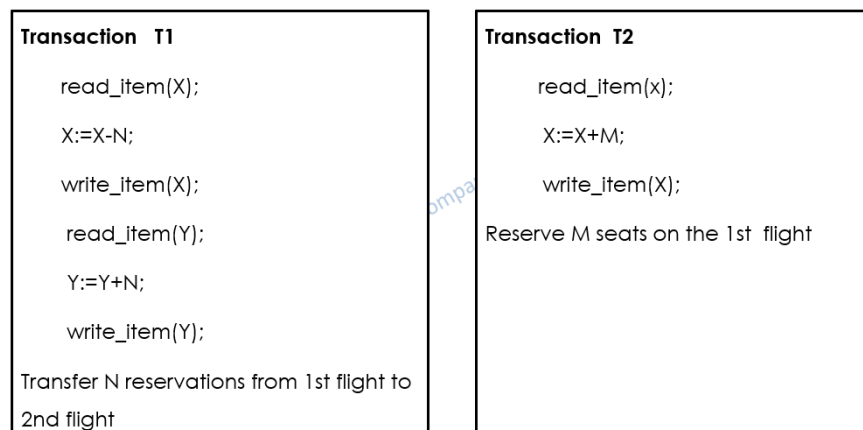 Transaction T1
read_item(X);
X:=X-N;
write_item(X);
read_item(Y);
Y:=Y+N;
write_item(Y);
Transfer N reservations from 1st flight to
2nd flight
Transaction T2
read_item(x);
X:=X+M;
write_item(X);
Reserve M seats on the 1st flight